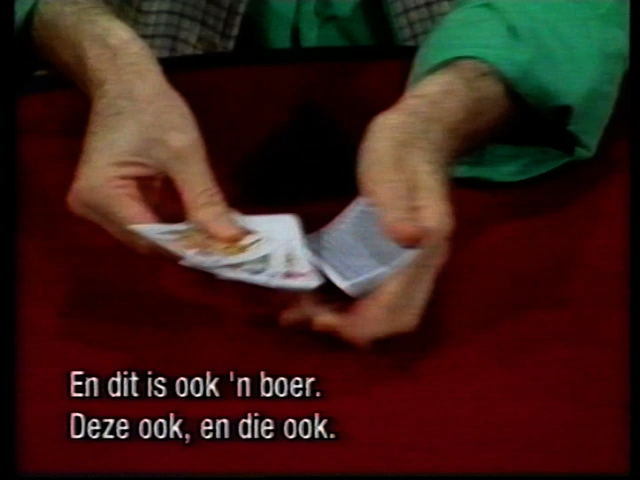 En dit is ook 'n boer.
Deze ook, en die ook.